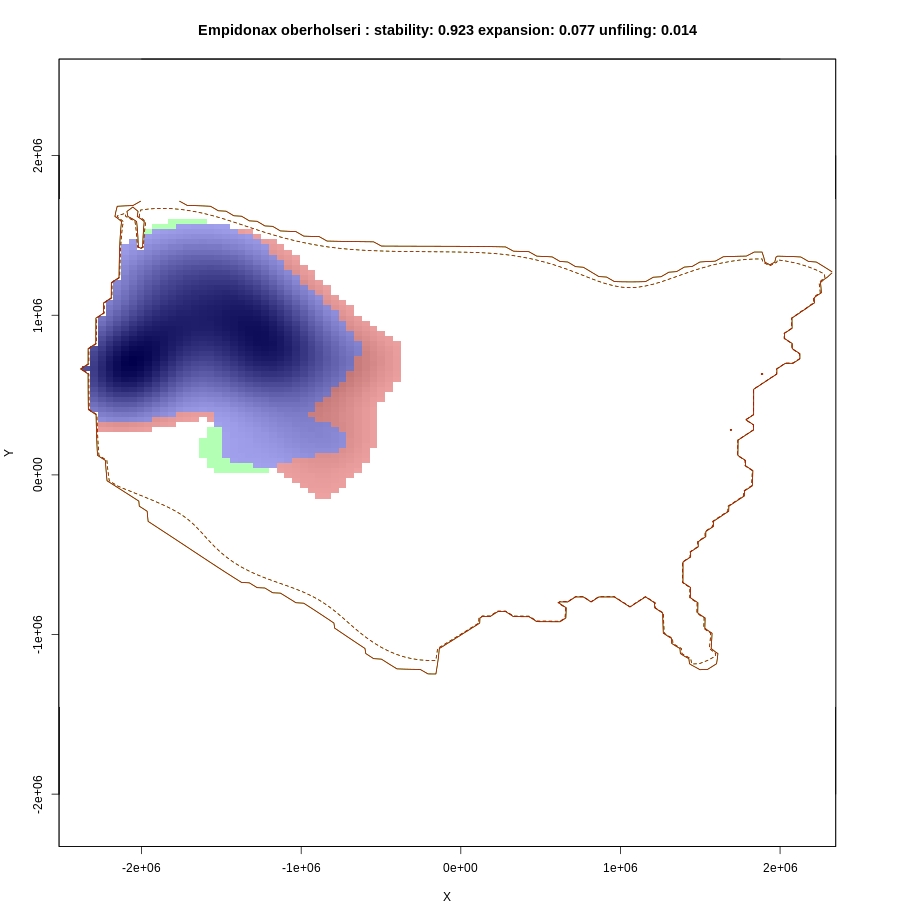 Empidonax oberholseri : stability: 0.923 expansion: 0.077 unfiling: 0.014
2e+06
1e+06
0e+00
-1e+06
-2e+06
Y
-2e+06 -1e+06 0e+00 1e+06 2e+06
X